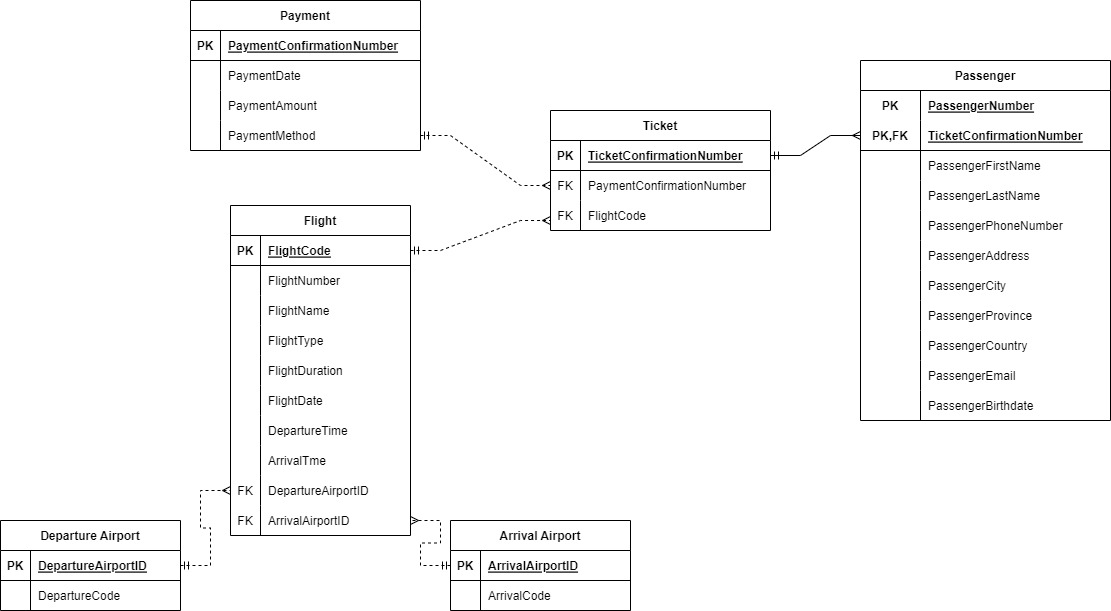 Payment
PK PaymentConfirmationNumber
PaymentDate
PaymentAmount
PaymentMethod
Ticket
PK TicketConfirmationNumber
FK PaymentConfirmationNumber
FK FlightCode
Passenger
PK PassengerNumber
PK,FK TicketConfirmationNumber
PassengerFirstName
PassengerLastName
PassengerPhoneNumber
PassengerAddress
PassengerCity
PassengerProvince
PassengerCountry
PassengerEmail
PassengerBirthdate
Flight
PK FlightCode
FlightNumber
FlightName
FlightType
FlightDuration
FlightDate
DepartureTime
ArrivalTme
FK DepartureAirportID
FK ArrivalAirportID
Departure Airport
PK DepartureAirportID
DepartureCode
Arrival Airport
PK ArrivalAirportID
ArrivalCode